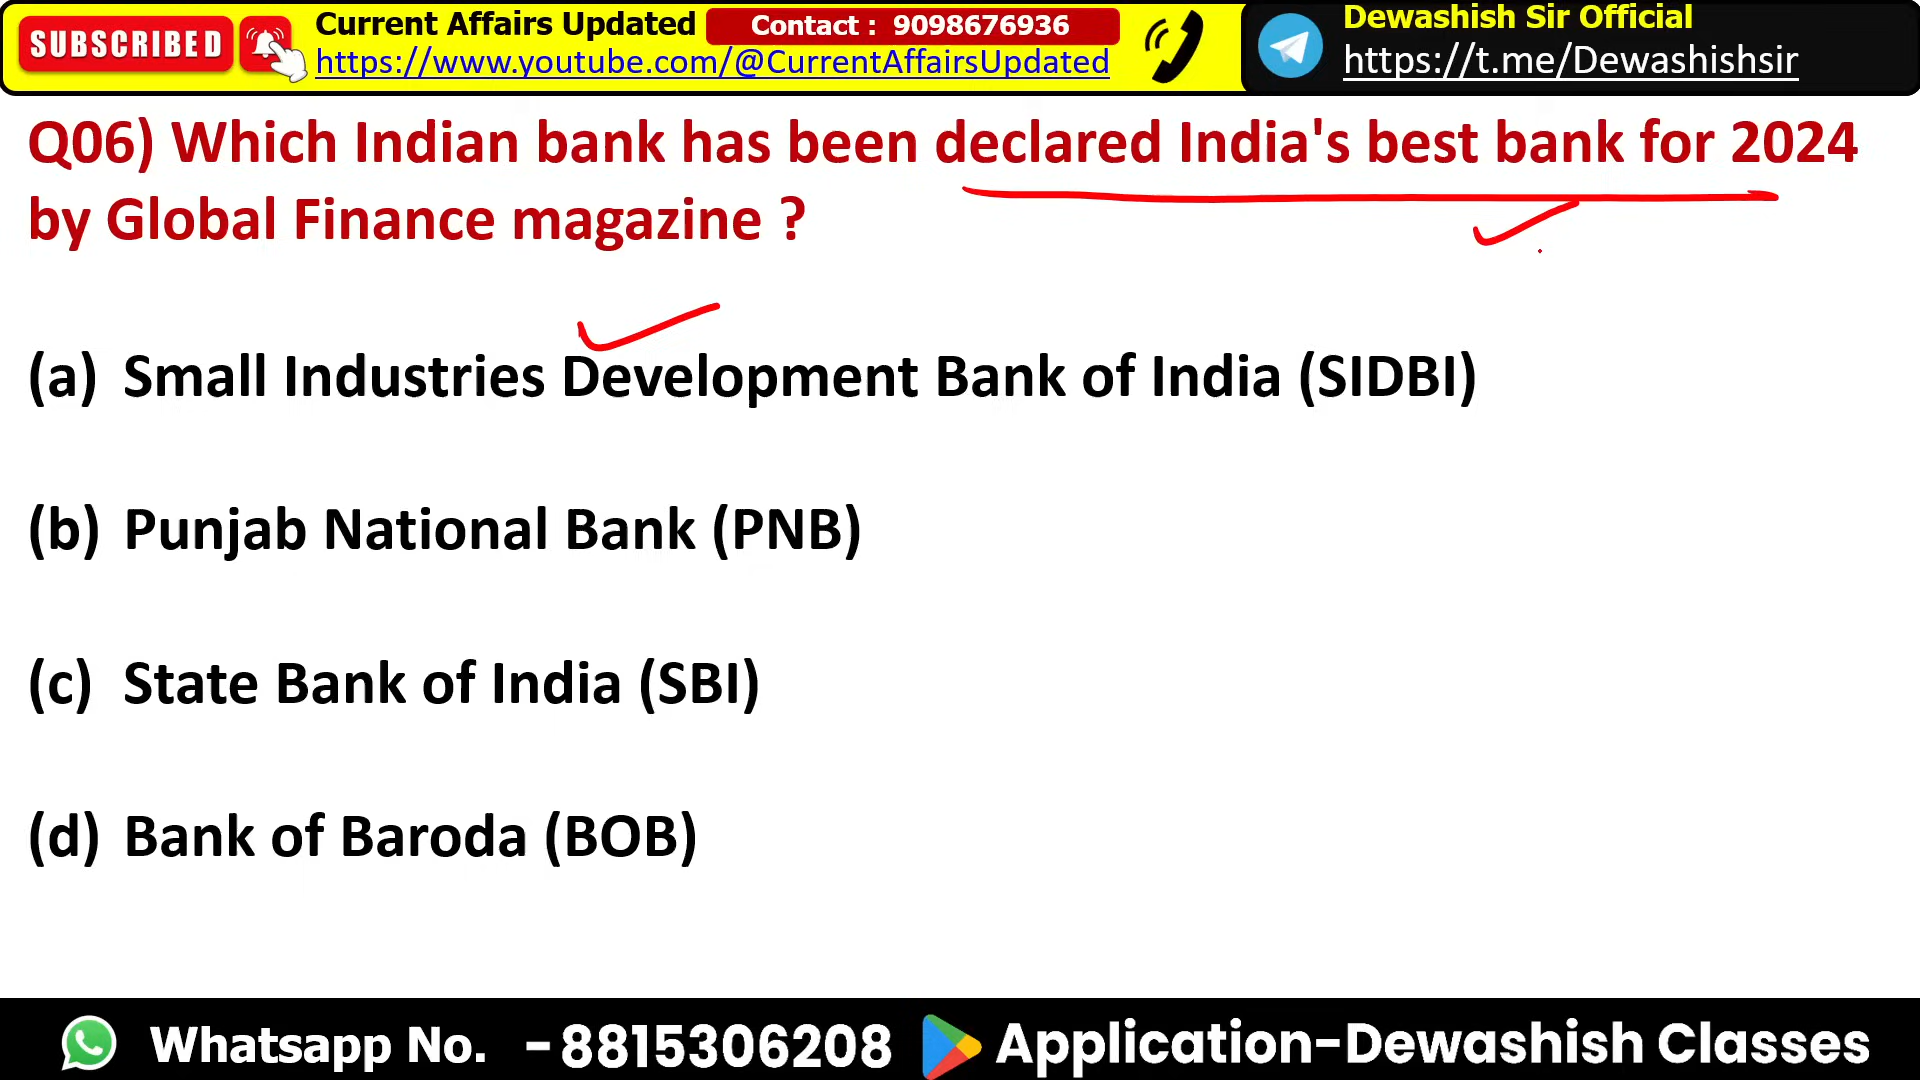 SUBSCRIBED
Current Affairs Updated
Contact : 9098676936
https://www.youtube.com/@CurrentAffairsUpdated
Dewashish Sir Official
https://t.me/Dewashishsir
Q06) Which Indian bank has been declared India's best bank for 2024
by Global Finance magazine ?
(a) Small Industries Development Bank of India (SIDBI)
(b) Punjab National Bank (PNB)
(c) State Bank of India (SBI)
(d) Bank of Baroda (BOB)
Whatsapp No. -8815306208
Application-Dewashish Classes